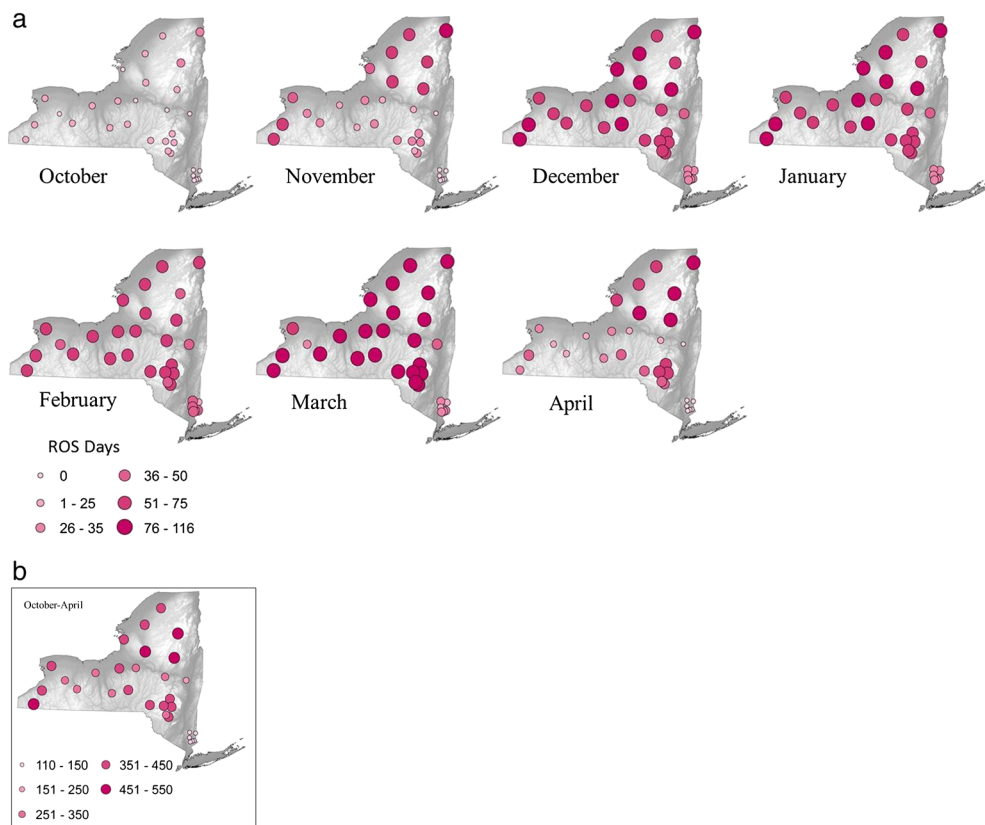 a
October
November
December
January
February
March
April
ROS Days
0
36 - 50
1 - 25
51 - 75
26 - 35
76 - 116
b
October-April
110 - 150
351 - 450
151 - 250
451 - 550
251 - 350